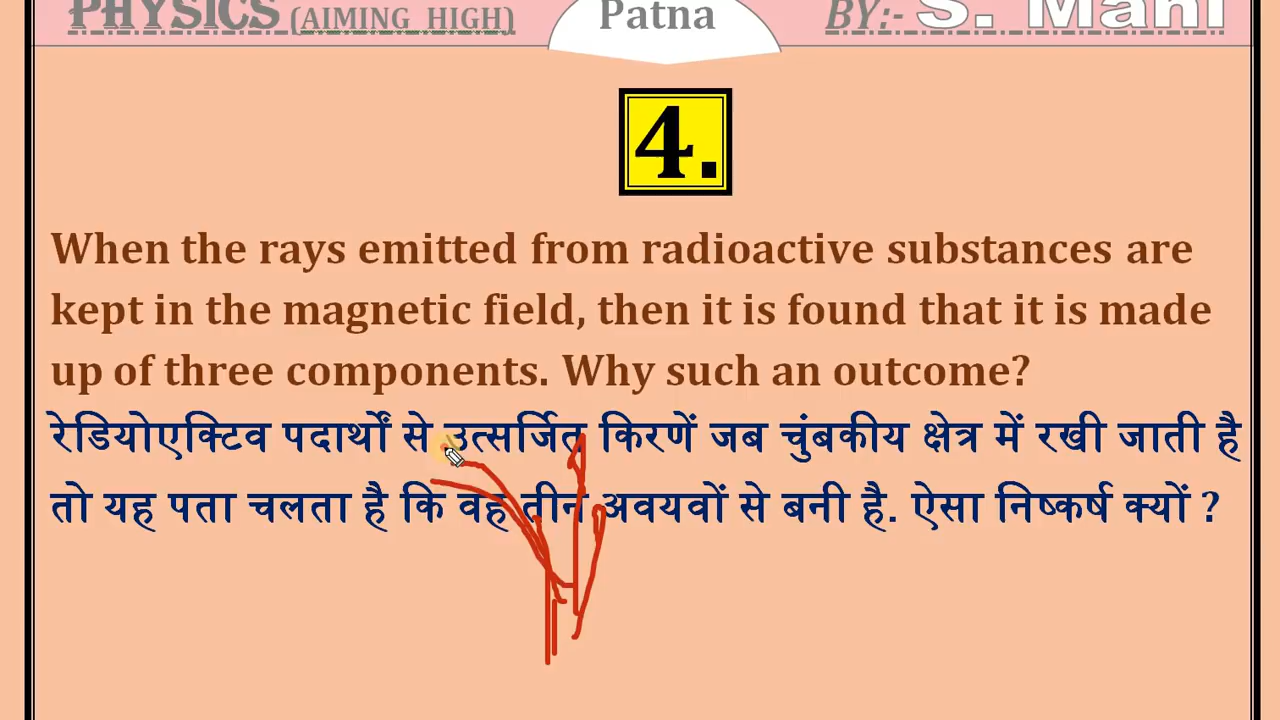 PHYSICS (AIMING HIGH) Patna BY:- S. Mani
4.
When the rays emitted from radioactive substances are
kept in the magnetic field, then it is found that it is made
up of three components. Why such an outcome?
रेडियोएक्टिव पदार्थों से उत्सर्जित किरणें जब चुंबकीय क्षेत्र में रखी जाती है
तो यह पता चलता है कि वह तीन अवयवों से बनी है. ऐसा निष्कर्ष क्यों ?